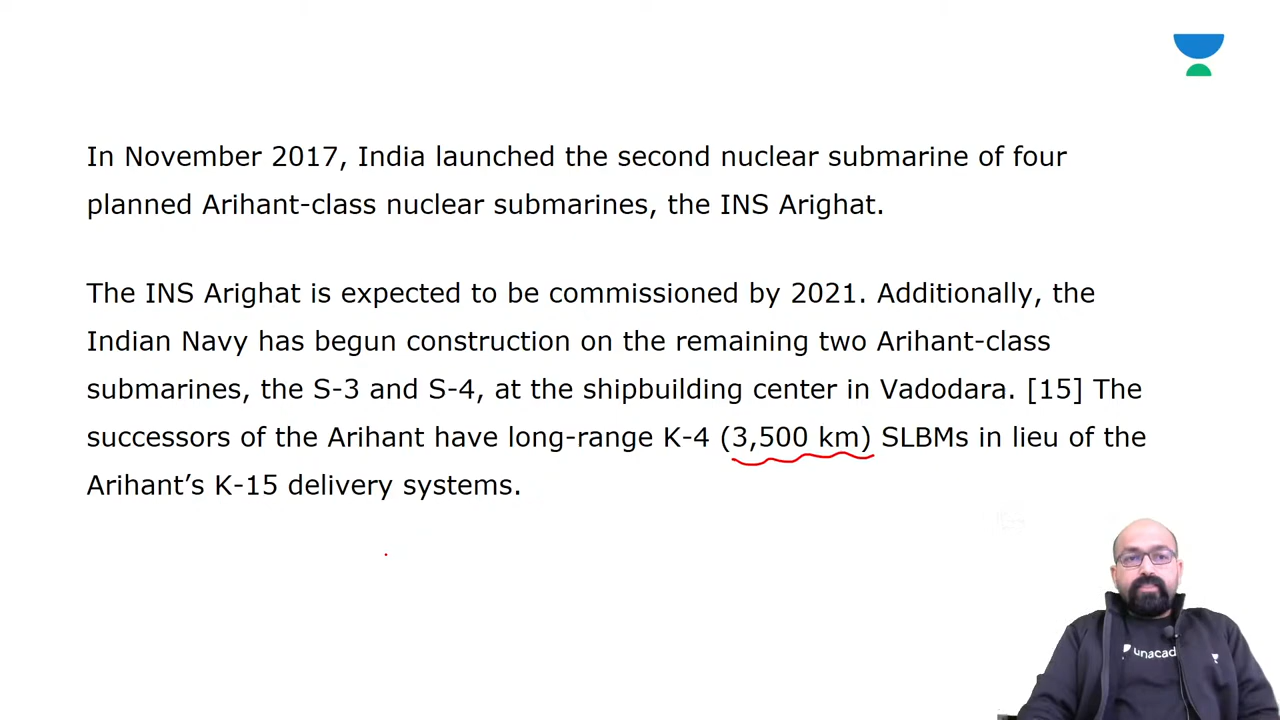 In November 2017, India launched the second nuclear submarine of four
planned Arihant-class nuclear submarines, the INS Arighat.
The INS Arighat is expected to be commissioned by 2021. Additionally, the
Indian Navy has begun construction on the remaining two Arihant-class
submarines, the S-3 and S-4, at the shipbuilding center in Vadodara. [15] The
successors of the Arihant have long-range K-4 (3,500 km) SLBMs in lieu of the
Arihant’s K-15 delivery systems.
unacad